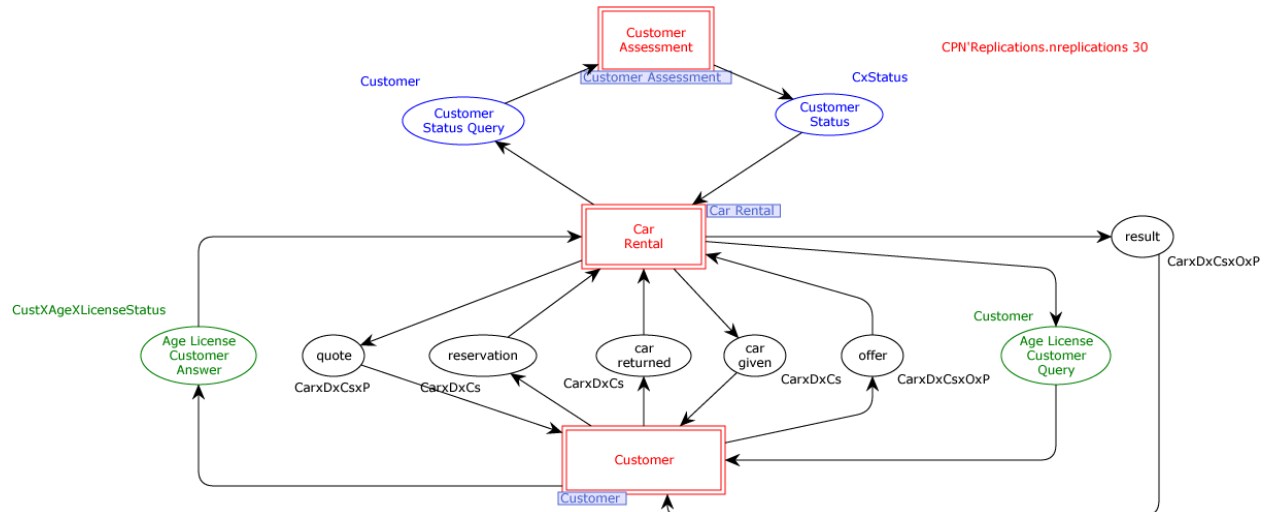 Customer
Assessment
CPN'Replications.nreplications 30
Customer Assessment
Customer
CxStatus
Customer
Status Query
Customer
Status
Car Rental
Car
Rental
result
CarxDxCsxOxP
CustXAgeXLicenseStatus
Customer
Age License
Customer
Answer
quote
reservation
car
returned
car
given
offer
Age License
Customer
Query
CarxDxCsxP
CarxDxCs
CarxDxCs
CarxDxCs
CarxDxCsxOxP
Customer
Customer